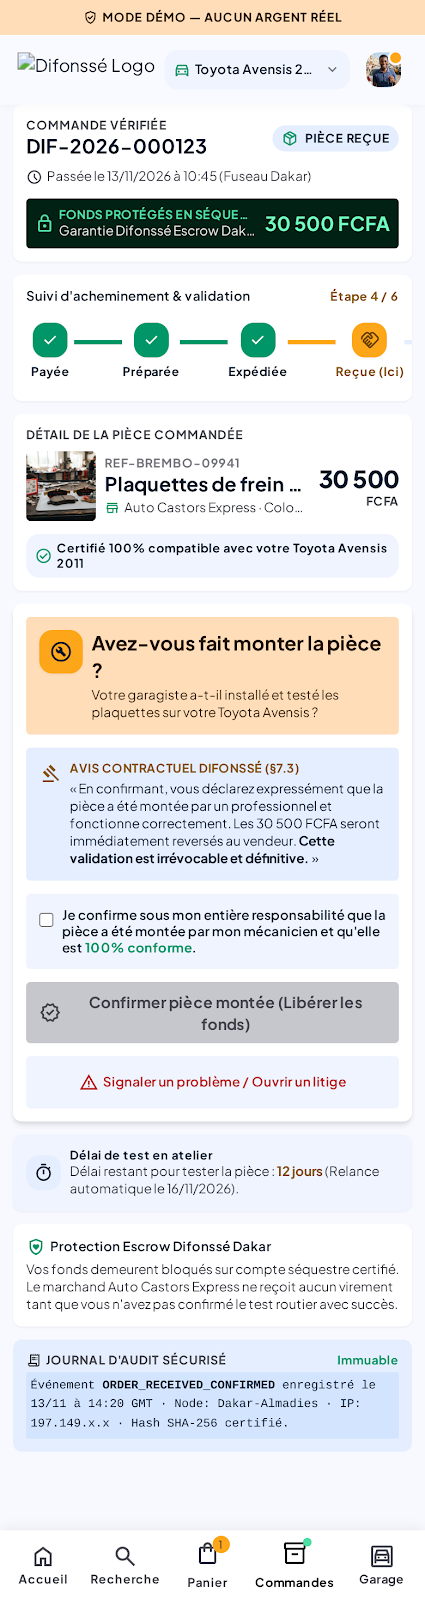 MODE DÉMO — AUCUN ARGENT RÉEL
Difonssé Logo
Toyota Avensis 2...
COMMANDE VÉRIFIÉE
DIF-2026-000123
PIÈCE REÇUE
Passée le 13/11/2026 à 10:45 (Fuseau Dakar)
FONDS PROTÉGÉS EN SÉQUE...
Garantie Difonssé Escrow Dak...
30 500 FCFA
Suivi d'acheminement & validation
Étape 4 / 6
Payée
Préparée
Expédiée
Reçue (Ici)
DÉTAIL DE LA PIÈCE COMMANDÉE
REF-BREMBO-09941
Plaquettes de frein ...
Auto Castors Express · Colo...
30 500
FCFA
Certifié 100% compatible avec votre Toyota Avensis
2011
Avez-vous fait monter la pièce
?
Votre garagiste a-t-il installé et testé les
plaquettes sur votre Toyota Avensis ?
AVIS CONTRACTUEL DIFONSSÉ (§7.3)
« En confirmant, vous déclarez expressément que la
pièce a été montée par un professionnel et
fonctionne correctement. Les 30 500 FCFA seront
immédiatement reversés au vendeur. Cette
validation est irrévocable et définitive. »
Je confirme sous mon entière responsabilité que la
pièce a été montée par mon mécanicien et qu'elle
est 100% conforme.
Confirmer pièce montée (Libérer les
fonds)
Signaler un problème / Ouvrir un litige
Délai de test en atelier
Délai restant pour tester la pièce : 12 jours (Relance
automatique le 16/11/2026).
Protection Escrow Difonssé Dakar
Vos fonds demeurent bloqués sur compte séquestre certifié.
Le marchand Auto Castors Express ne reçoit aucun virement
tant que vous n'avez pas confirmé le test routier avec succès.
JOURNAL D'AUDIT SÉCURISÉ
Immuable
Événement ORDER_RECEIVED_CONFIRMED enregistré le
13/11 à 14:20 GMT · Node: Dakar-Almadies · IP:
197.149.x.x · Hash SHA-256 certifié.
1
Accueil
Recherche
Panier
Commandes
Garage